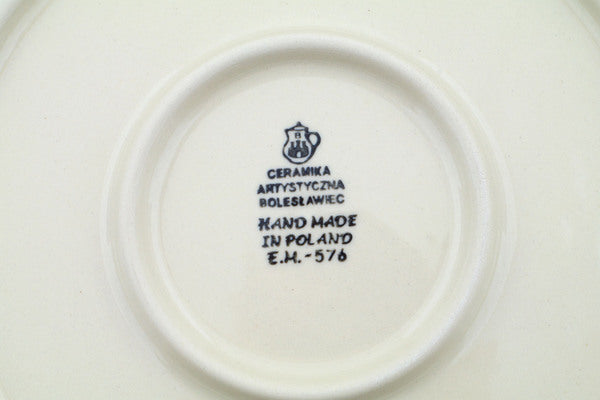 CERAMIKA
ARTYSTYCZNA
BOLESŁAWIEC
HAND MADE
IN POLAND
E.M.-576